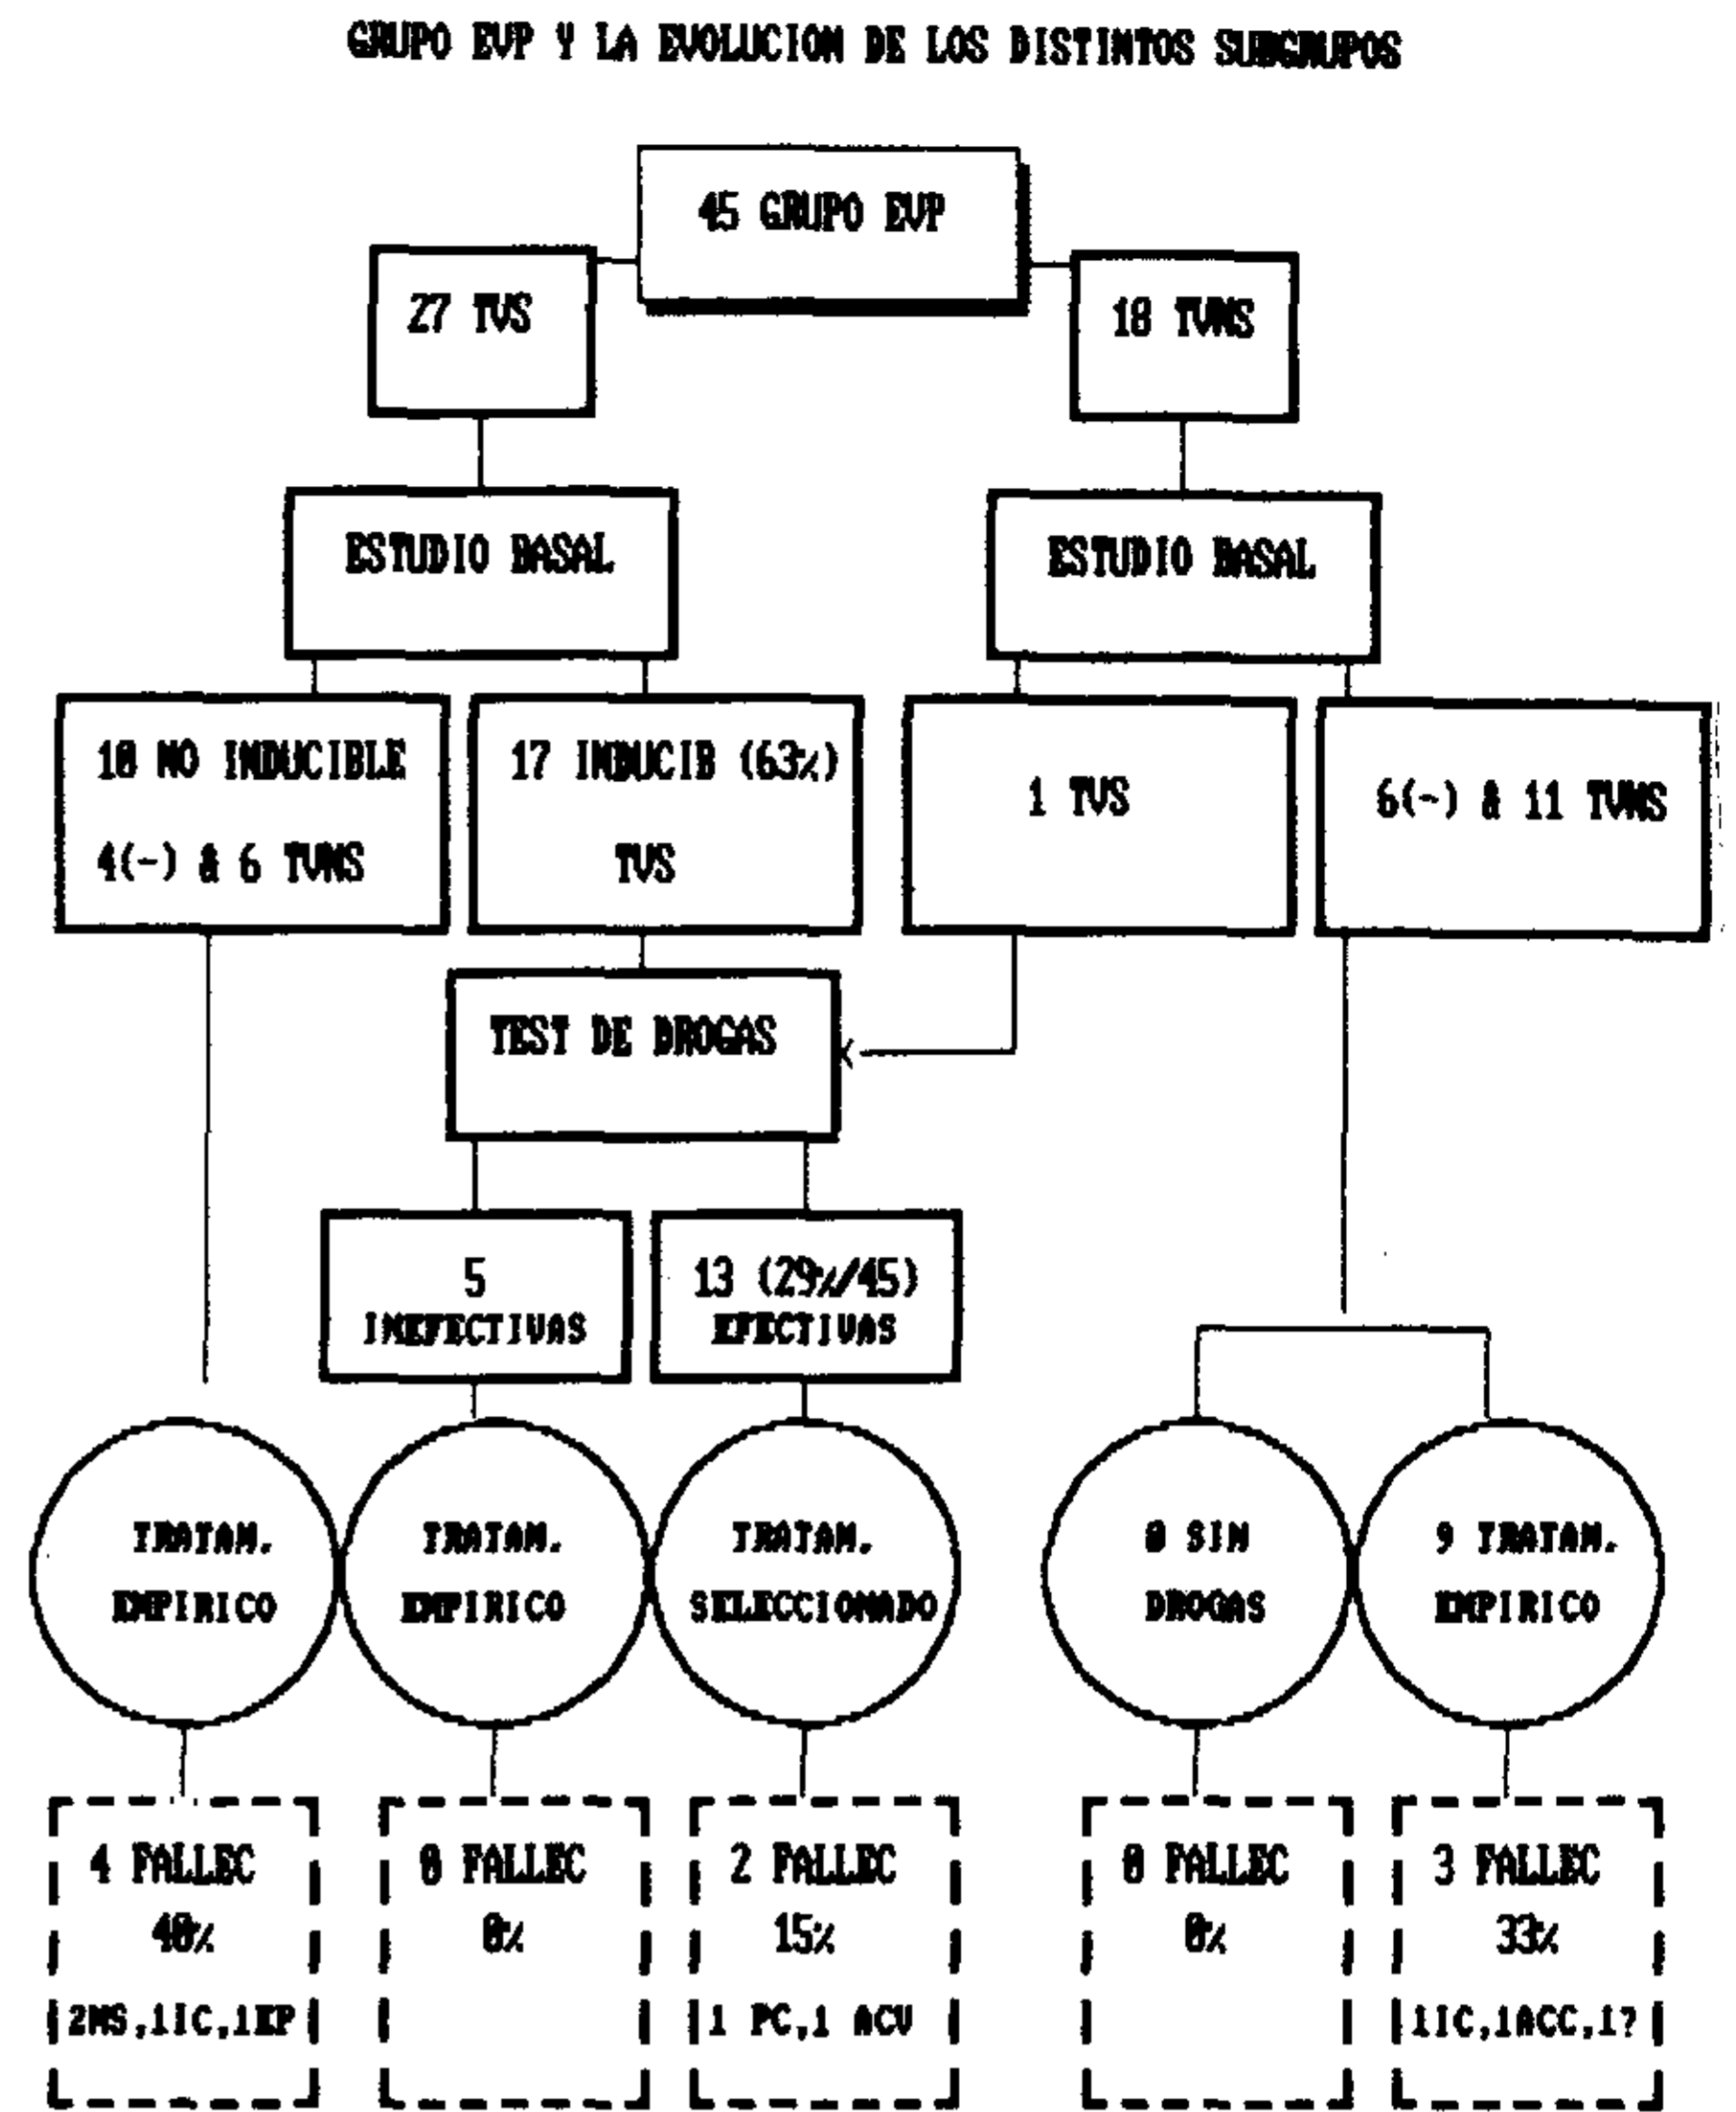 GRUPO EVP Y LA EVOLUCION DE LOS DISTINTOS SUBGRUPOS
45 GRUPO EVP
27 TVS
18 TVNS
ESTUDIO BASAL
ESTUDIO BASAL
10 NO INDUCIBLE
4(-) & 6 TVNS
17 INDUCIB (63%)
TVS
1 TVS
6(-) & 11 TVNS
TEST DE DROGAS
5
INEFECTIVAS
13 (29%/45)
EFECTIVAS
TRATAM.
EMPIRICO
TRATAM.
EMPIRICO
TRATAM.
SELECCIONADO
8 SIN
DROGAS
9 TRATAM.
EMPIRICO
4 FALLEC
40%
2MS,1IC,1EP
0 FALLEC
0%
2 FALLEC
15%
1 PC,1 ACV
0 FALLEC
0%
3 FALLEC
33%
1IC,1ACC,1?